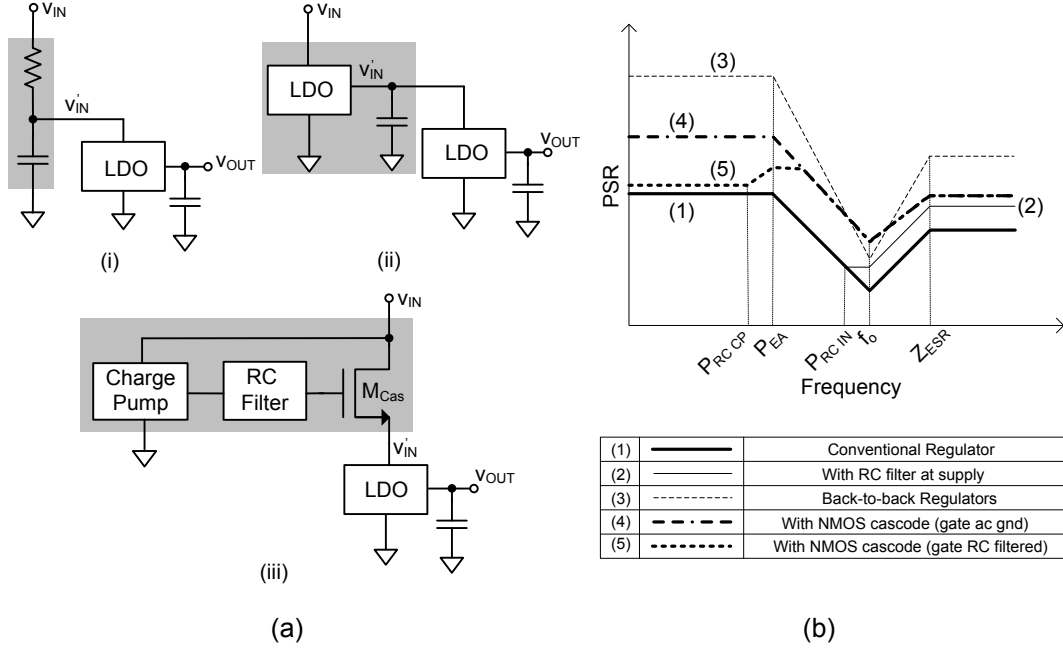 vIN
v'IN
LDO
vOUT
(i)
vIN
LDO
v'IN
LDO
vOUT
(ii)
vIN
Charge
Pump
RC
Filter
MCas
v'IN
LDO
vOUT
(iii)
(a)
PSR
(3)
(4)
(5)
(1)
(2)
PRC CP
PEA
PRC IN
fo
ZESR
Frequency
(1) Conventional Regulator
(2) With RC filter at supply
(3) Back-to-back Regulators
(4) With NMOS cascode (gate ac gnd)
(5) With NMOS cascode (gate RC filtered)
(b)